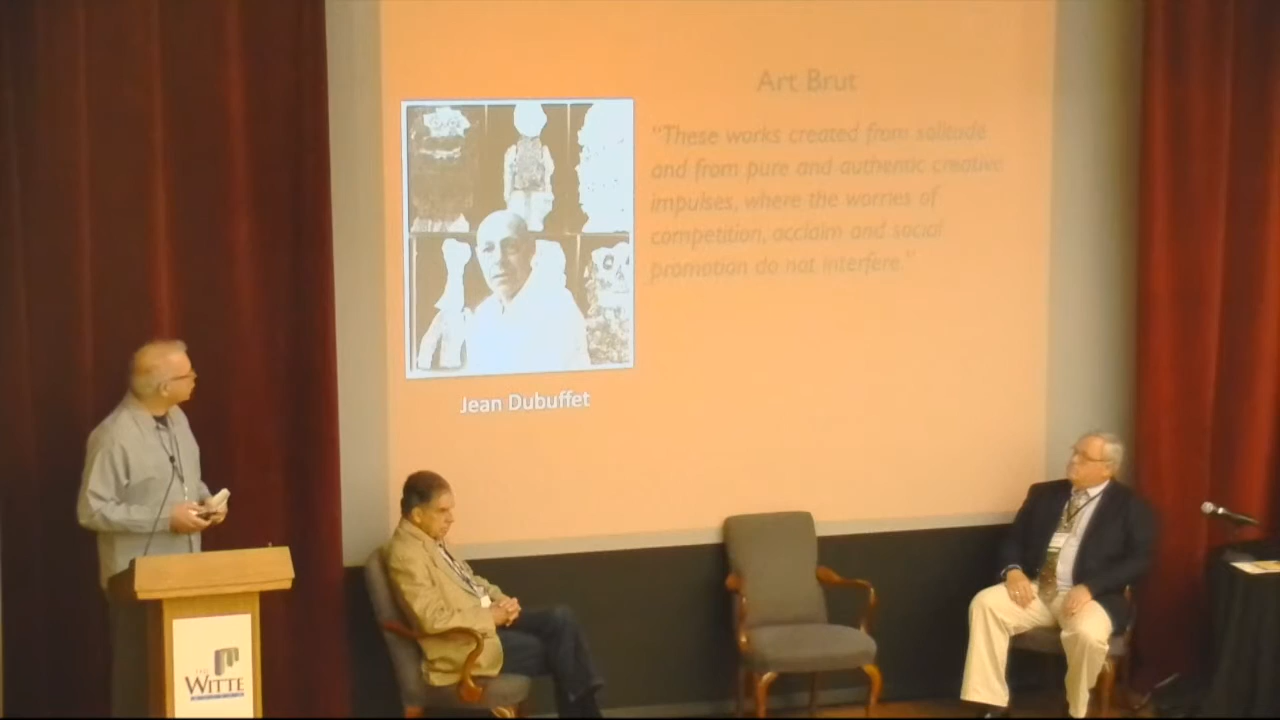 Art Brut
"These works created from solitude
and from pure and authentic creative
impulses, where the worries of
competition, acclaim and social
promotion do not interfere."
Jean Dubuffet
THE
WITTE